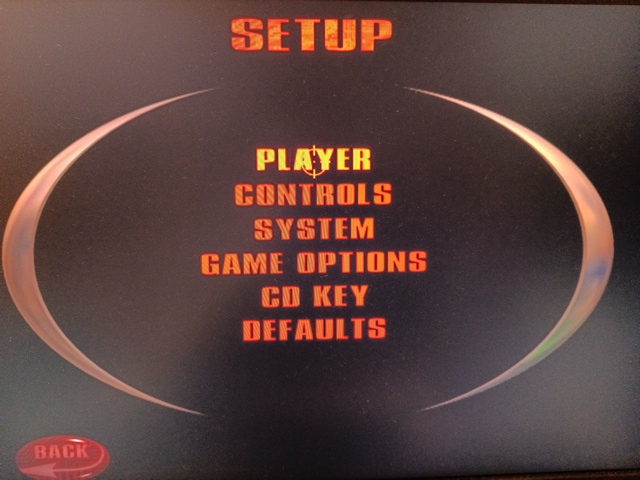 SETUP
PLAYER
CONTROLS
SYSTEM
GAME OPTIONS
CD KEY
DEFAULTS
BACK